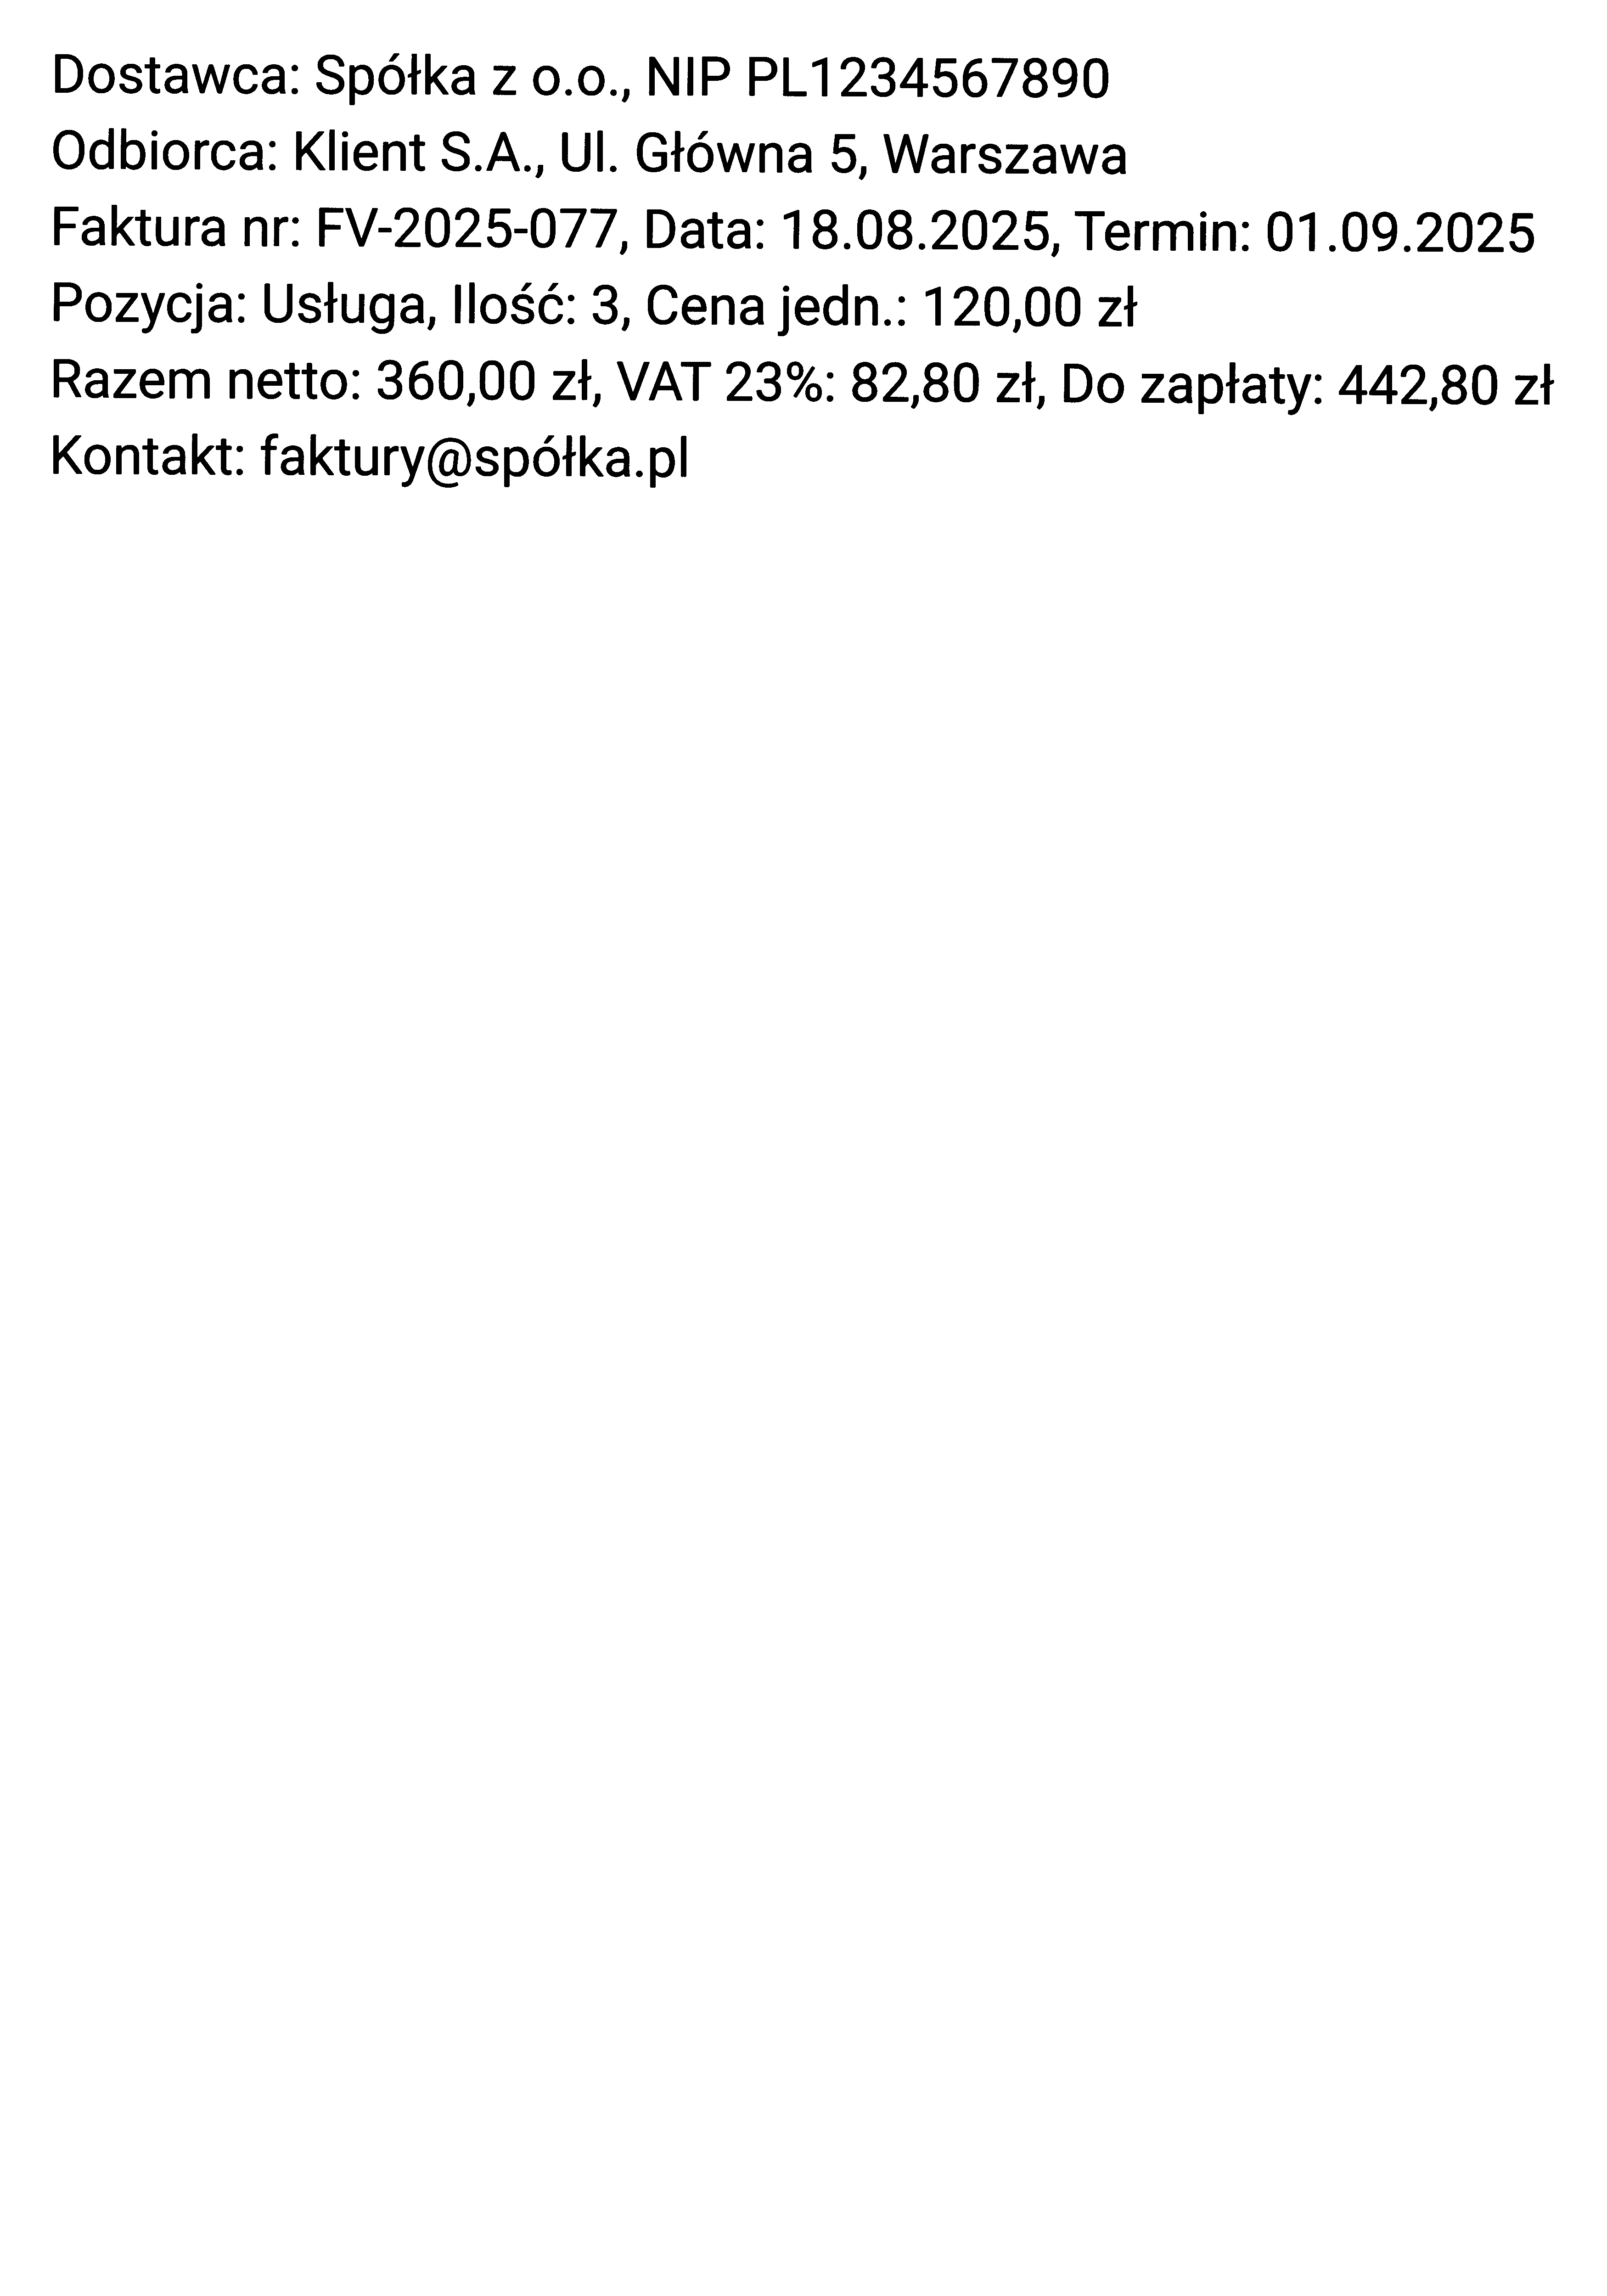 Dostawca: Spółka z o.o., NIP PL1234567890
Odbiorca: Klient S.A., Ul. Główna 5, Warszawa
Faktura nr: FV-2025-077, Data: 18.08.2025, Termin: 01.09.2025
Pozycja: Usługa, Ilość: 3, Cena jedn.: 120,00 zł
Razem netto: 360,00 zł, VAT 23%: 82,80 zł, Do zapłaty: 442,80 zł
Kontakt: faktury@spółka.pl